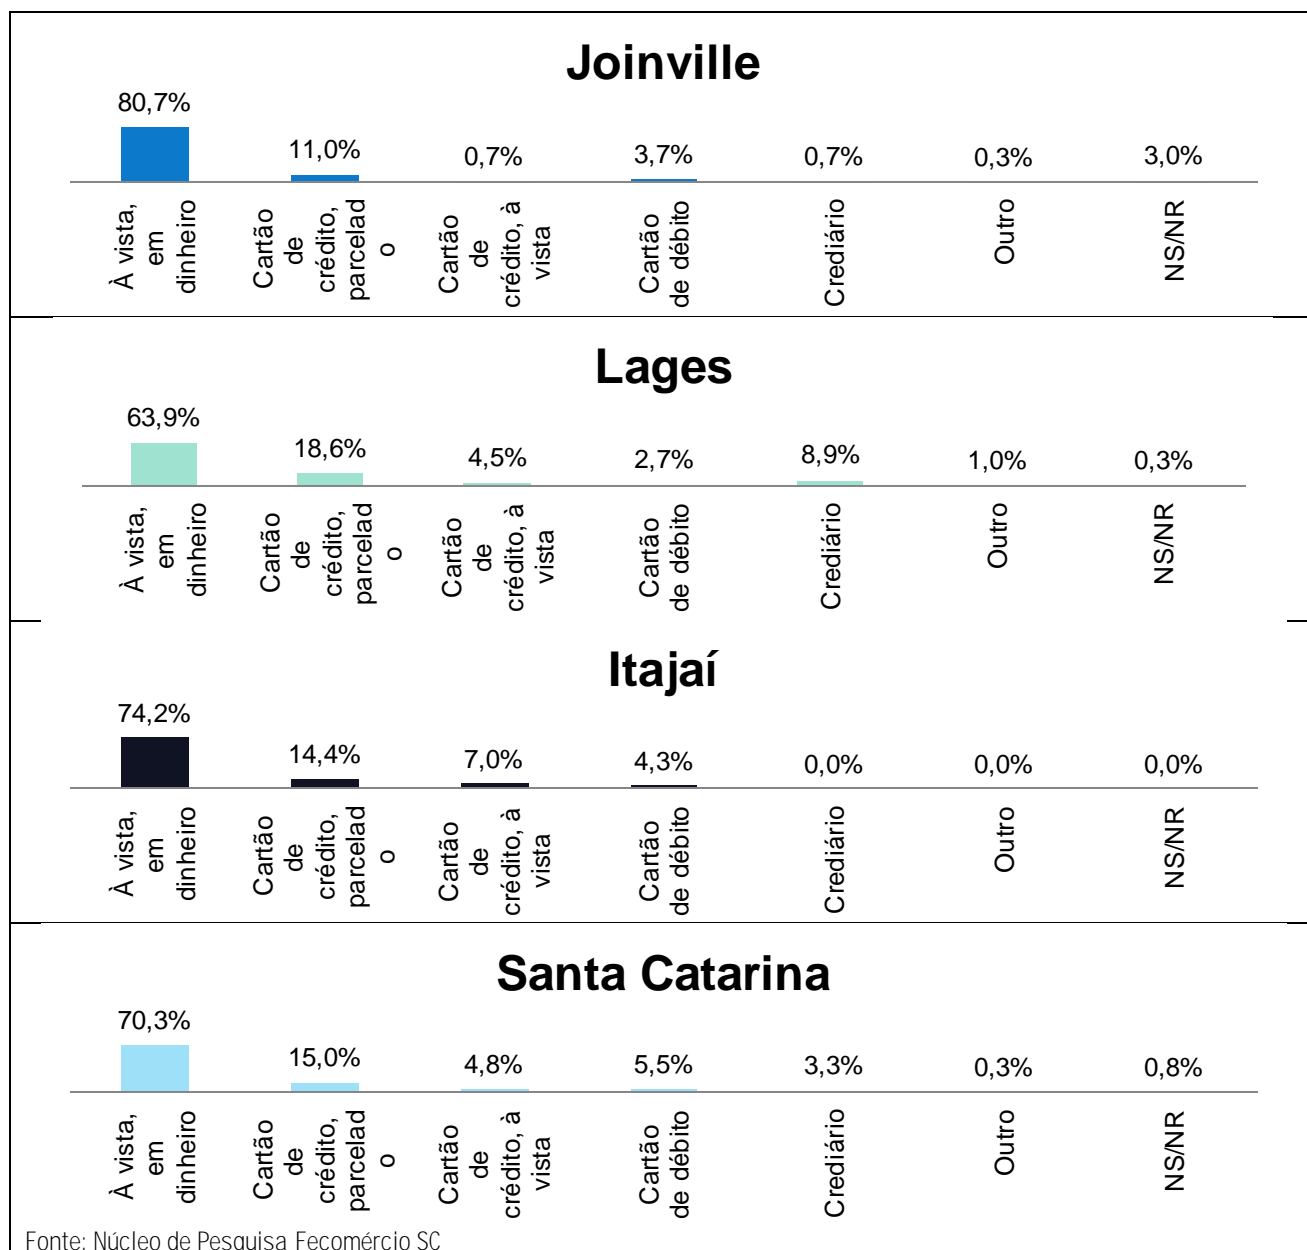 Joinville
80,7%
11,0%
0,7%
3,7%
0,7%
0,3%
3,0%
À vista,
em
dinheiro
Cartão
de
crédito,
parcelad
o
Cartão
de
crédito, à
vista
Cartão
de débito
Crediário
Outro
NS/NR
Lages
63,9%
18,6%
4,5%
2,7%
8,9%
1,0%
0,3%
À vista,
em
dinheiro
Cartão
de
crédito,
parcelad
o
Cartão
de
crédito, à
vista
Cartão
de débito
Crediário
Outro
NS/NR
Itajaí
74,2%
14,4%
7,0%
4,3%
0,0%
0,0%
0,0%
À vista,
em
dinheiro
Cartão
de
crédito,
parcelad
o
Cartão
de
crédito, à
vista
Cartão
de débito
Crediário
Outro
NS/NR
Santa Catarina
70,3%
15,0%
4,8%
5,5%
3,3%
0,3%
0,8%
À vista,
em
dinheiro
Cartão
de
crédito,
parcelad
o
Cartão
de
crédito, à
vista
Cartão
de débito
Crediário
Outro
NS/NR
Fonte: Núcleo de Pesquisa Fecomércio SC